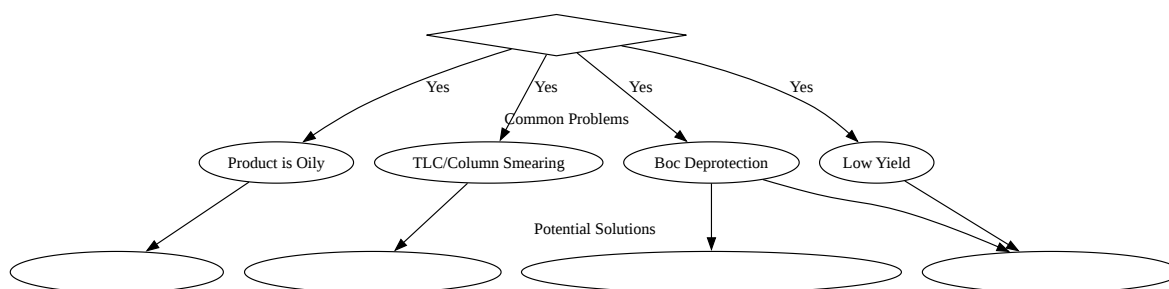 Yes
Yes
Yes
Yes
Common Problems
Product is Oily
TLC/Column Smearing
Boc Deprotection
Low Yield
Potential Solutions